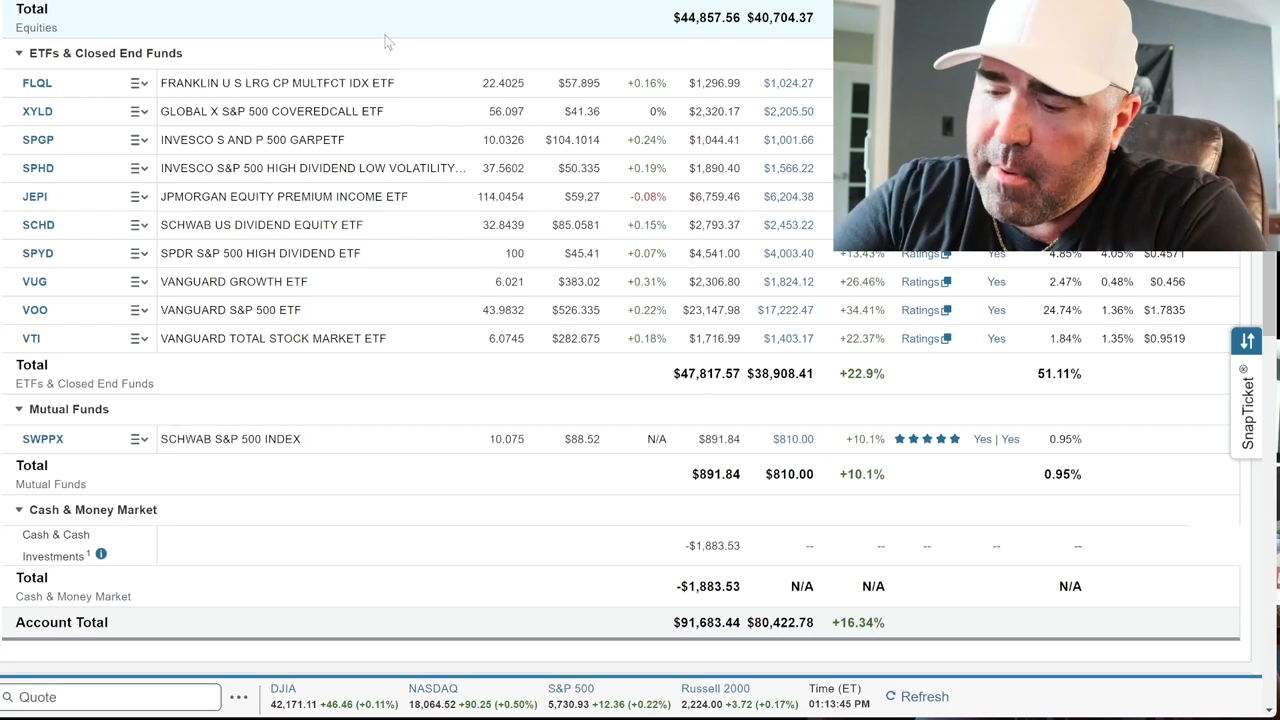 Total
Equities
$44,857.56 $40,704.37
ETFs & Closed End Funds
FLQL FRANKLIN U S LRG CP MULTFCT IDX ETF 22.4025 $57.895 +0.16% $1,296.99 $1,024.27
XYLD GLOBAL X S&P 500 COVEREDCALL ETF 56.097 $41.36 0% $2,320.17 $2,205.50
SPGP INVESCO S AND P 500 GARPETF 10.0326 $104.1014 +0.24% $1,044.41 $1,001.66
SPHD INVESCO S&P 500 HIGH DIVIDEND LOW VOLATILITY... 37.5602 $50.335 +0.19% $1,890.40 $1,566.22
JEPI JPMORGAN EQUITY PREMIUM INCOME ETF 114.0454 $59.27 -0.08% $6,759.46 $6,204.38
SCHD SCHWAB US DIVIDEND EQUITY ETF 32.8439 $85.0581 +0.15% $2,793.37 $2,453.22
SPYD SPDR S&P 500 HIGH DIVIDEND ETF 100 $45.41 +0.07% $4,541.00 $4,003.40 +13.43% Ratings Yes 4.85% 4.05% $0.4571
VUG VANGUARD GROWTH ETF 6.021 $383.02 +0.31% $2,306.80 $1,824.12 +26.46% Ratings Yes 2.47% 0.48% $0.456
VOO VANGUARD S&P 500 ETF 43.9832 $526.335 +0.22% $23,147.98 $17,222.47 +34.41% Ratings Yes 24.74% 1.36% $1.7835
VTI VANGUARD TOTAL STOCK MARKET ETF 6.0745 $282.675 +0.18% $1,716.99 $1,403.17 +22.37% Ratings Yes 1.84% 1.35% $0.9519
Total
ETFs & Closed End Funds
$47,817.57 $38,908.41 +22.9% 51.11%
SnapTicket®
Mutual Funds
SWPPX SCHWAB S&P 500 INDEX 10.075 $88.52 N/A $891.84 $810.00 +10.1% Yes | Yes 0.95%
Total
Mutual Funds
$891.84 $810.00 +10.1% 0.95%
Cash & Money Market
Cash & Cash
Investments 1
-$1,883.53 -- -- -- -- --
Total
Cash & Money Market
-$1,883.53 N/A N/A N/A
Account Total $91,683.44 $80,422.78 +16.34%
Quote
DJIA NASDAQ S&P 500 Russell 2000 Time (ET)
42,171.11 +46.46 (+0.11%) 18,064.52 +90.25 (+0.50%) 5,730.93 +12.36 (+0.22%) 2,224.00 +3.72 (+0.17%) 01:13:45 PM
Refresh